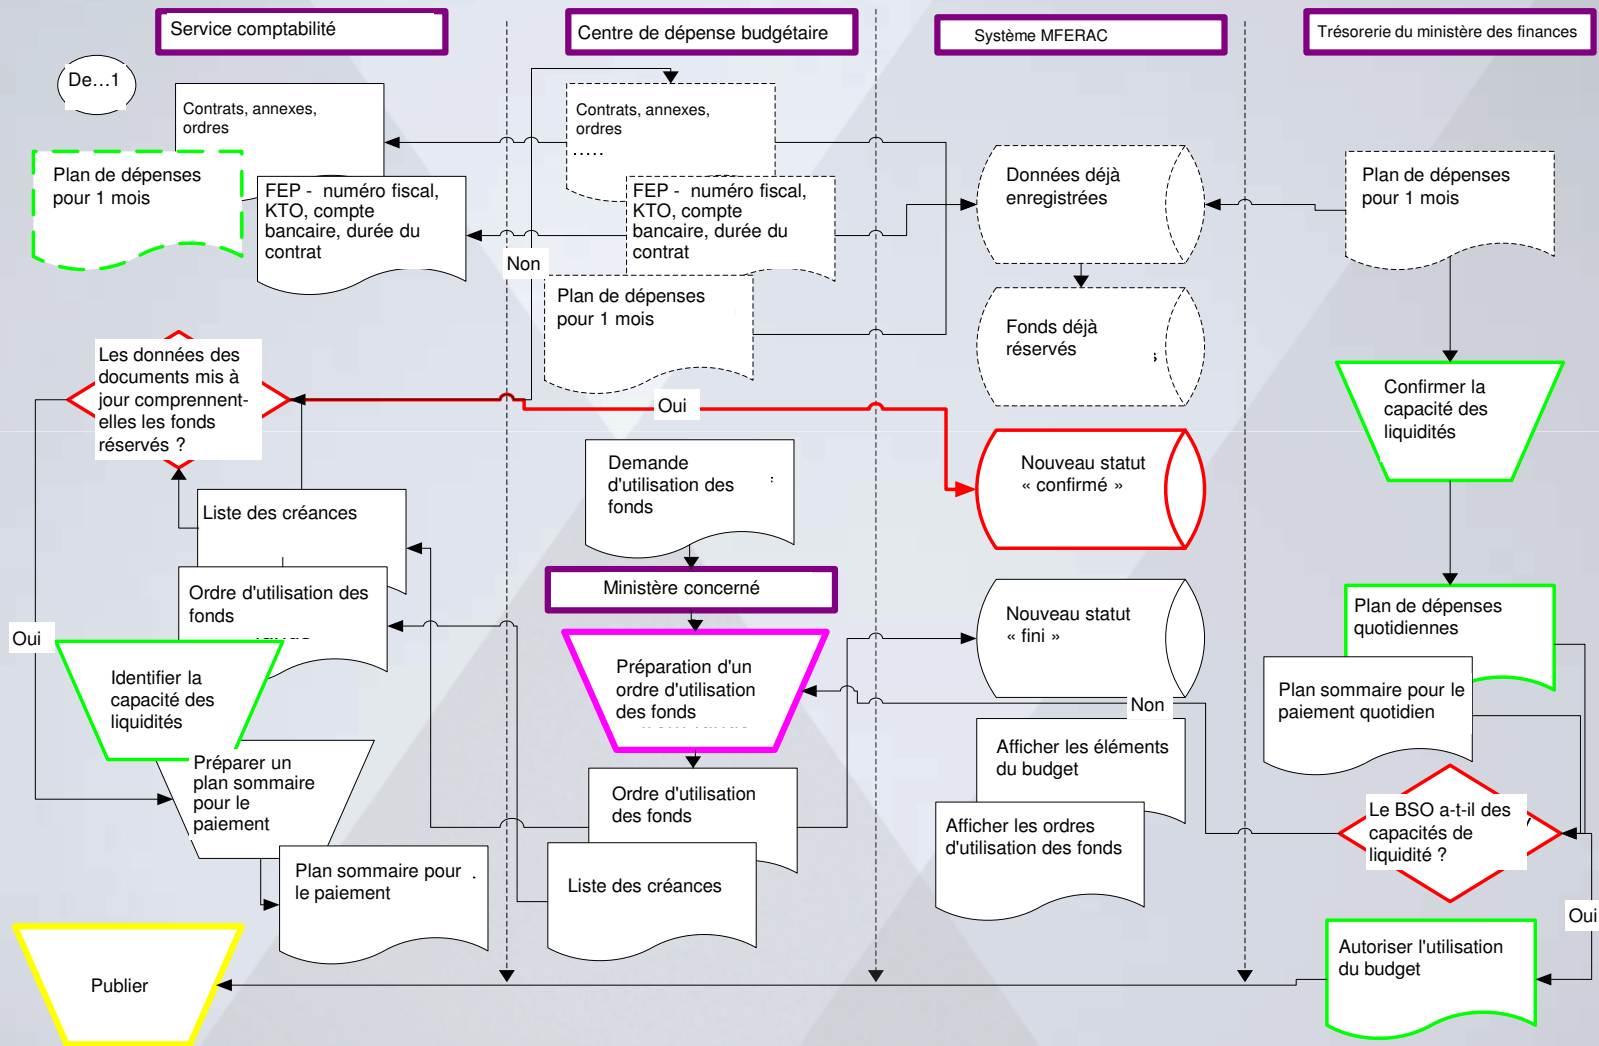 Service comptabilité
Centre de dépense budgétaire
Système MFERAC
Trésorerie du ministère des finances
De...1
Contrats, annexes,
ordres
Plan de dépenses
pour 1 mois
FEP - numéro fiscal,
KTO, compte
bancaire, durée du
contrat
Contrats, annexes,
ordres
.....
FEP - numéro fiscal,
KTO, compte
bancaire, durée du
contrat
Non
Plan de dépenses
pour 1 mois
Données déjà
enregistrées
Plan de dépenses
pour 1 mois
Fonds déjà
réservés
Les données des
documents mis à
jour comprennent-
elles les fonds
réservés ?
Oui
Confirmer la
capacité des
liquidités
Demande
d'utilisation des
fonds
Nouveau statut
« confirmé »
Liste des créances
Ordre d'utilisation des
fonds
Ministère concerné
Nouveau statut
« fini »
Plan de dépenses
quotidiennes
Oui
Identifier la
capacité des
liquidités
Préparation d'un
ordre d'utilisation
des fonds
Non
Plan sommaire pour le
paiement quotidien
Préparer un
plan sommaire
pour le
paiement
Ordre d'utilisation
des fonds
Afficher les éléments
du budget
Afficher les ordres
d'utilisation des fonds
Le BSO a-t-il des
capacités de
liquidité ?
Plan sommaire pour
le paiement
Liste des créances
Oui
Autoriser l'utilisation
du budget
Publier